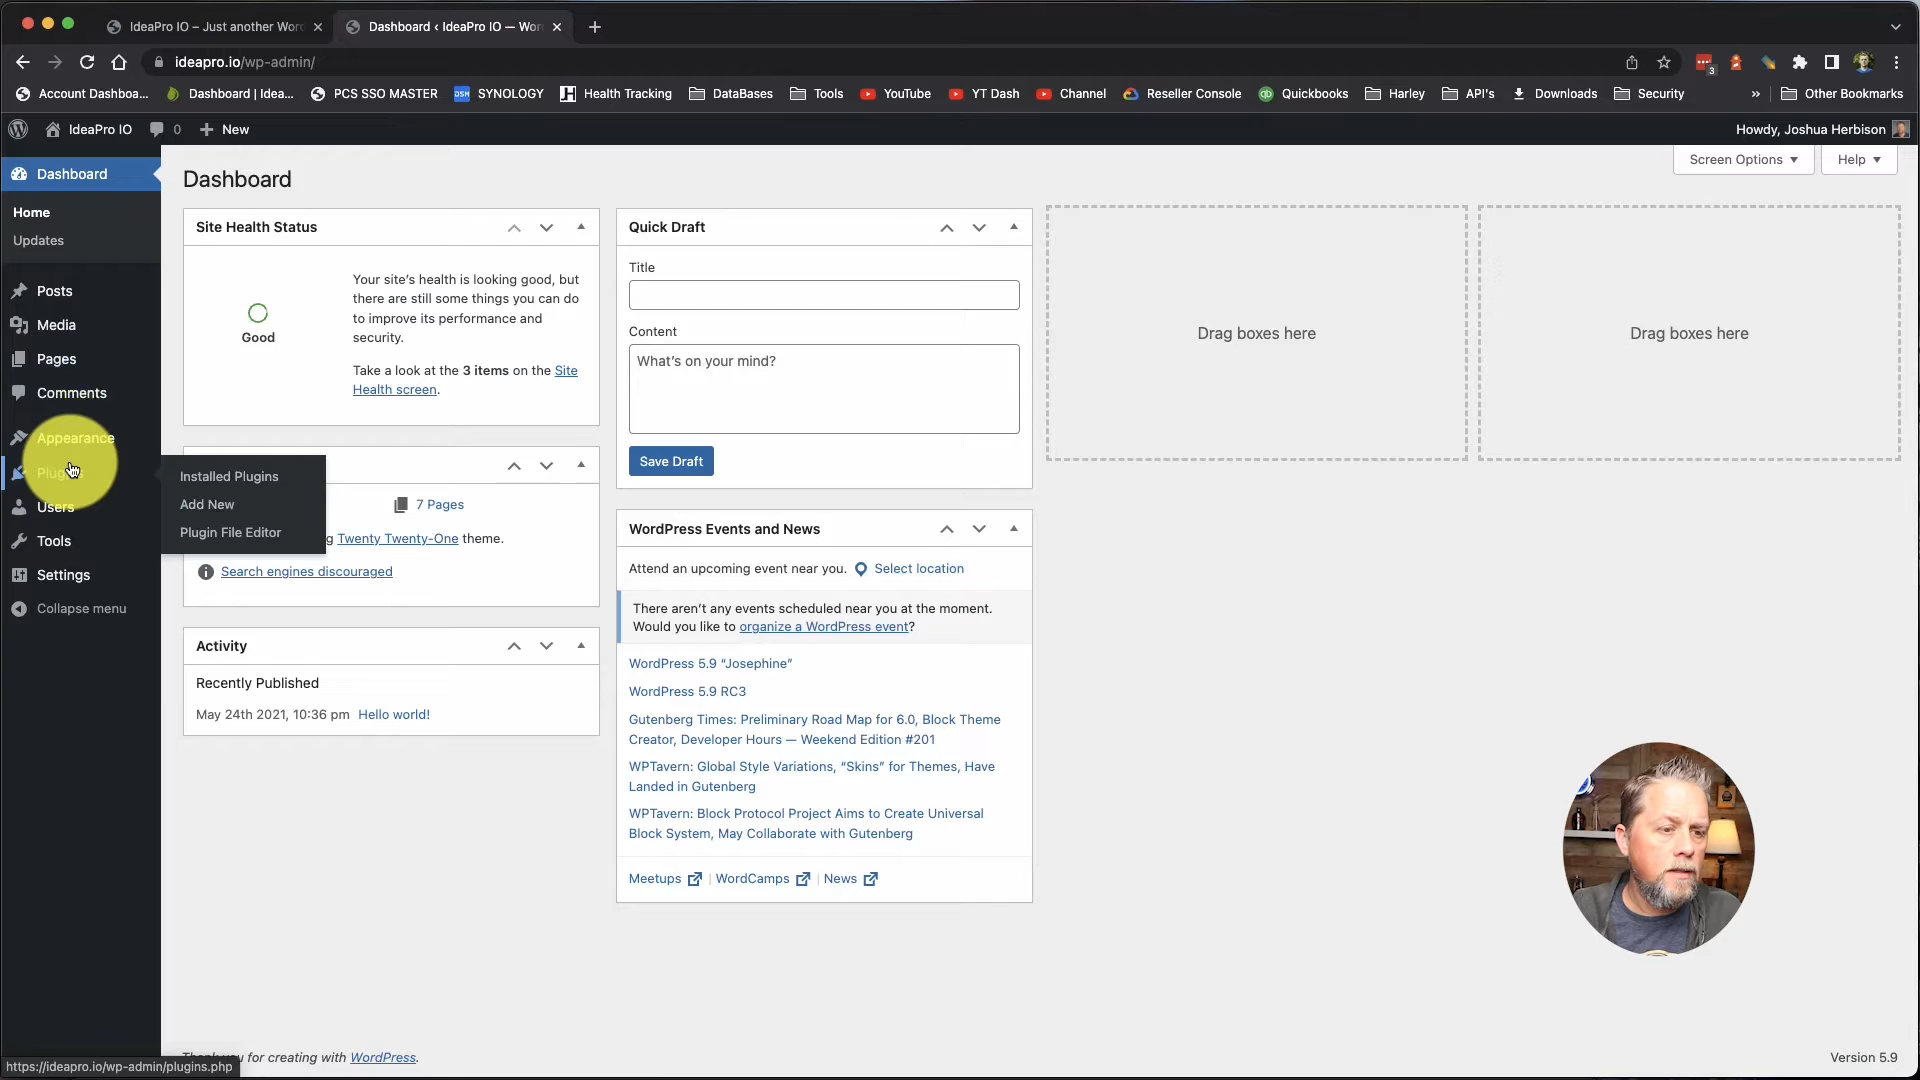 IdeaPro IO – Just another Wor
Dashboard ‹ IdeaPro IO — Wor
ideapro.io/wp-admin/
3
Account Dashboa...
Dashboard | Idea...
PCS SSO MASTER
DSM
SYNOLOGY
Health Tracking
DataBases
Tools
YouTube
YT Dash
Channel
Reseller Console
Quickbooks
Harley
API's
Downloads
Security
»
Other Bookmarks
IdeaPro IO
0
New
Howdy, Joshua Herbison
Screen Options
Help
Dashboard
Home
Updates
Posts
Media
Pages
Comments
Appearance
Users
Tools
Settings
Collapse menu
Installed Plugins
Add New
Plugin File Editor
Dashboard
Site Health Status
Good
Your site's health is looking good, but
there are still some things you can do
to improve its performance and
security.
Take a look at the 3 items on the Site
Health screen.
7 Pages
g Twenty Twenty-One theme.
Search engines discouraged
Activity
Recently Published
May 24th 2021, 10:36 pm Hello world!
Quick Draft
Title
Content
What's on your mind?
Save Draft
WordPress Events and News
Attend an upcoming event near you. Select location
There aren't any events scheduled near you at the moment.
Would you like to organize a WordPress event?
WordPress 5.9 “Josephine”
WordPress 5.9 RC3
Gutenberg Times: Preliminary Road Map for 6.0, Block Theme
Creator, Developer Hours — Weekend Edition #201
WPTavern: Global Style Variations, “Skins” for Themes, Have
Landed in Gutenberg
WPTavern: Block Protocol Project Aims to Create Universal
Block System, May Collaborate with Gutenberg
Meetups | WordCamps | News
Drag boxes here
Drag boxes here
for creating with WordPress.
Version 5.9
https://ideapro.io/wp-admin/plugins.php